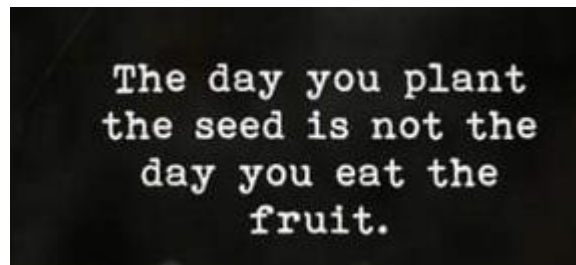 The day you plant
the seed is not the
day you eat the
fruit.